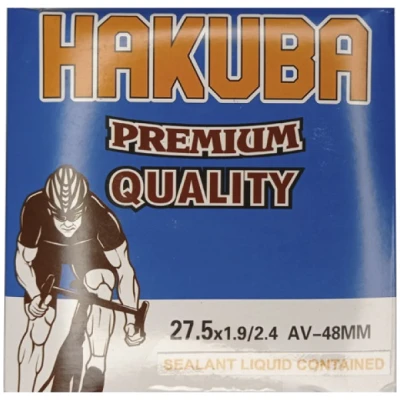 HAKUBA
PREMIUM
QUALITY
27.5x1.9/2.4 AV-48MM
SEALANT LIQUID CONTAINED